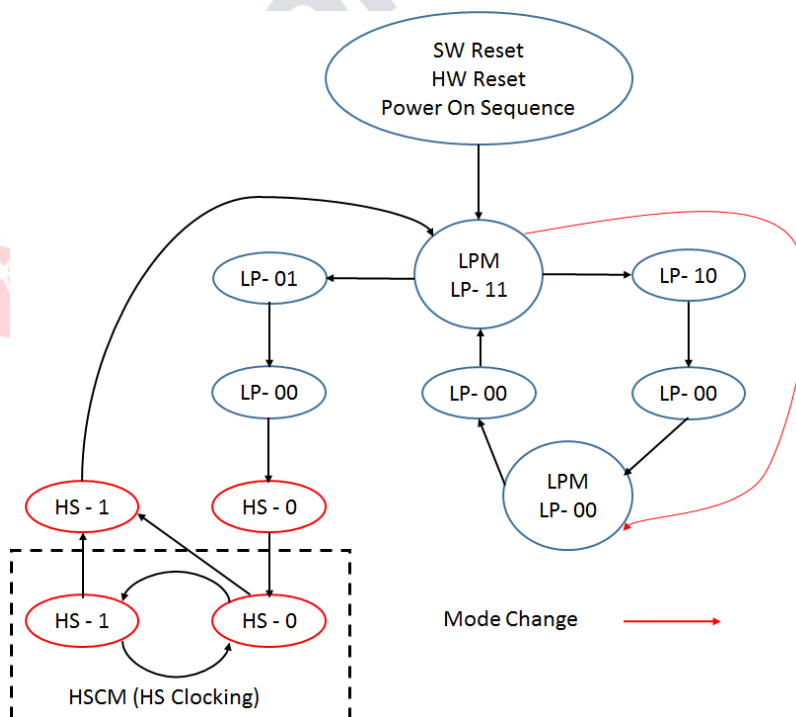 SW Reset
HW Reset
Power On Sequence
LPM
LP- 11
LP- 01
LP- 10
LP- 00
LP- 00
LP- 00
LPM
LP- 00
HS - 1
HS - 0
HS - 1
HS - 0
Mode Change
HSCM (HS Clocking)